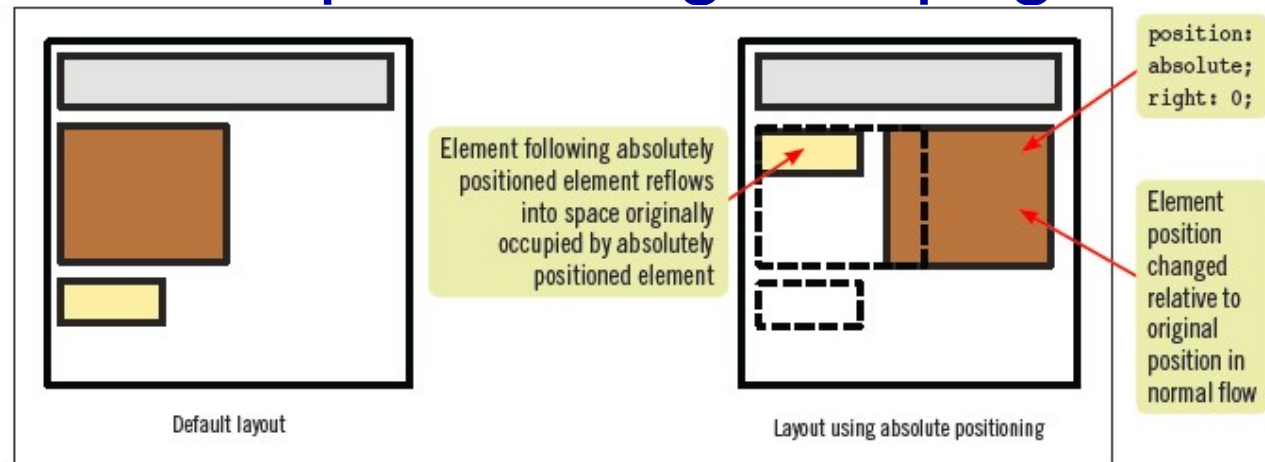 position:
absolute;
right: 0;
Element following absolutely
positioned element reflows
into space originally
occupied by absolutely
positioned element
Element
position
changed
relative to
original
position in
normal flow
Default layout
Layout using absolute positioning